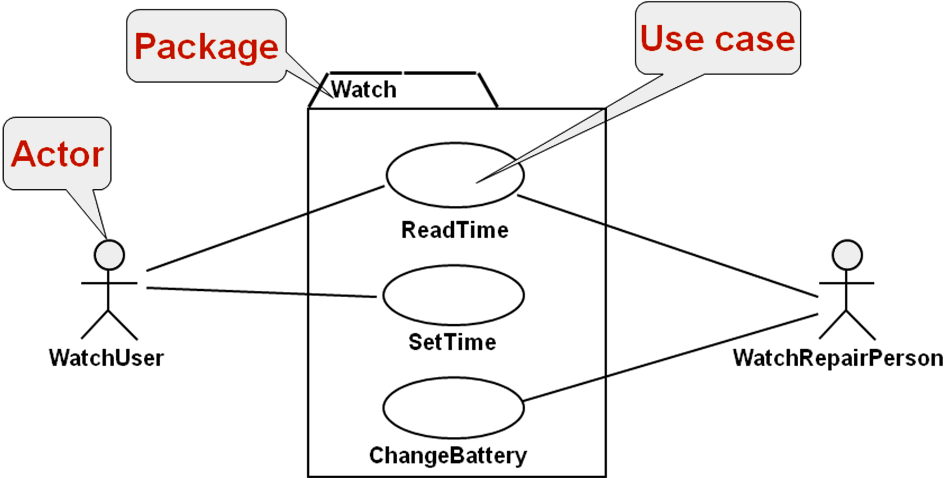 Package
Use case
Watch
Actor
ReadTime
SetTime
WatchUser
WatchRepairPerson
ChangeBattery